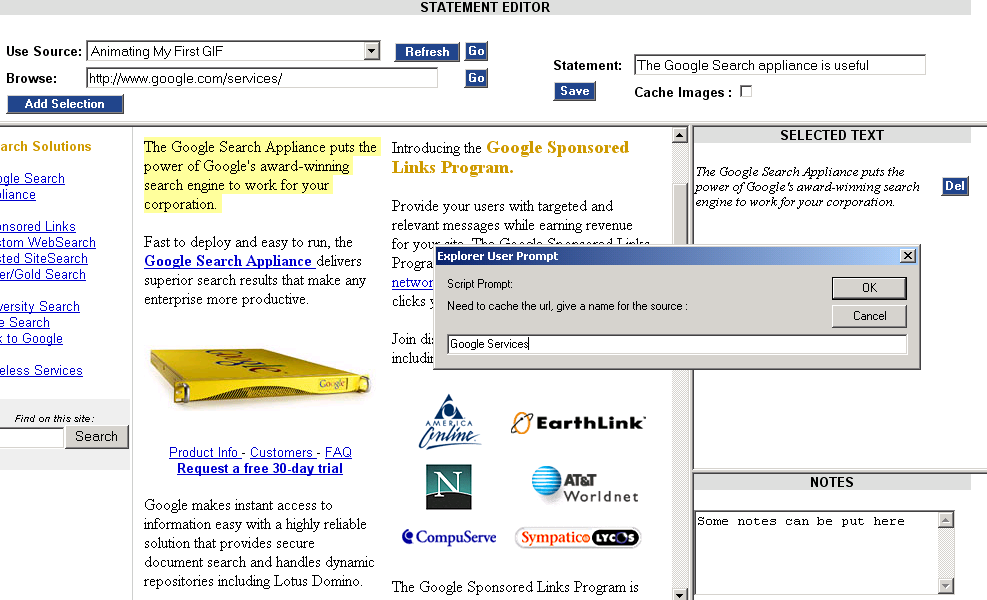 STATEMENT EDITOR
Use Source: Animating My First GIF Refresh Go
Browse: http://www.google.com/services/ Go
Add Selection
Statement: The Google Search appliance is useful
Save Cache Images :
arch Solutions
gle Search
pliance
nsored Links
stom WebSearch
sted SiteSearch
er/Gold Search
versity Search
e Search
k to Google
eless Services
Find on this site:
Search
The Google Search Appliance puts the
power of Google's award-winning
search engine to work for your
corporation.
Fast to deploy and easy to run, the
Google Search Appliance delivers
superior search results that make any
enterprise more productive.
Google
Google
Product Info - Customers - FAQ
Request a free 30-day trial
Google makes instant access to
information easy with a highly reliable
solution that provides secure
document search and handles dynamic
repositories including Lotus Domino.
Introducing the Google Sponsored
Links Program.
Provide your users with targeted and
relevant messages while earning revenue
for your site. The Google Sponsored Links
Progra
networ
clicks y
Join dis
includin
AMERICA
Online
EarthLink
N
AT&T
Worldnet
CompuServe
Sympatico LYCOS
The Google Sponsored Links Program is
Explorer User Prompt
Script Prompt:
OK
Need to cache the url, give a name for the source :
Cancel
Google Services
SELECTED TEXT
The Google Search Appliance puts the
power of Google's award-winning search
engine to work for your corporation.
Del
NOTES
Some notes can be put here